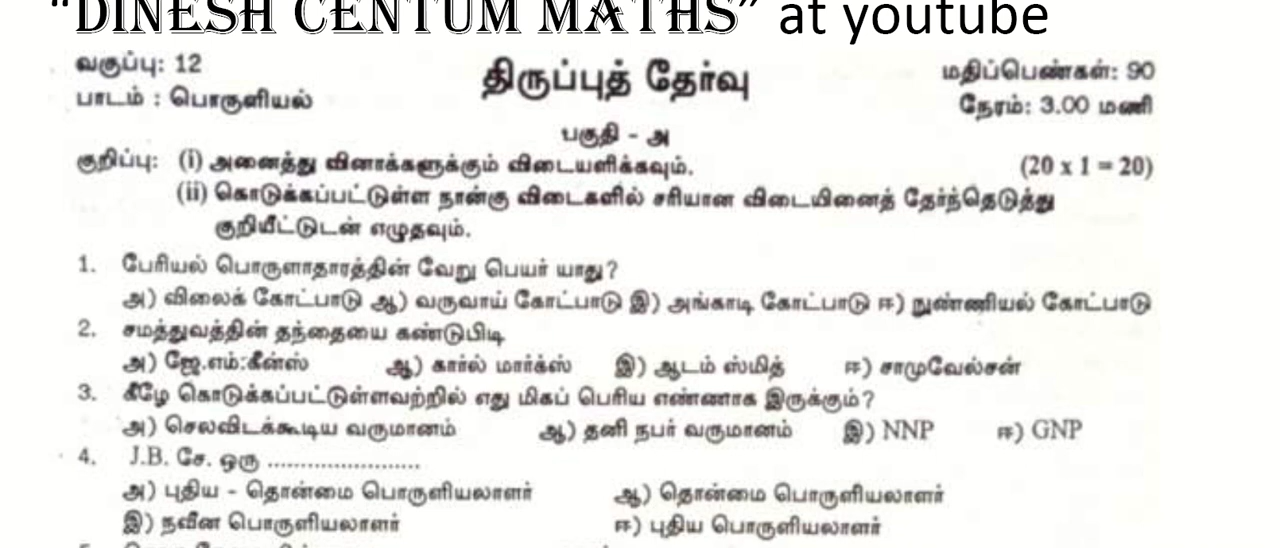 "DINESH CENTUM MATHS" at youtube
வகுப்பு: 12
திருப்புத் தேர்வு
மதிப்பெண்கள்: 90
பாடம் : பொருளியல்
நேரம்: 3.00 மணி
பகுதி - அ
குறிப்பு: (i) அனைத்து வினாக்களுக்கும் விடையளிக்கவும். (20 x 1 = 20)
(ii) கொடுக்கப்பட்டுள்ள நான்கு விடைகளில் சரியான விடையினைத் தேர்ந்தெடுத்து
குறியீட்டுடன் எழுதவும்.
1. பேரியல் பொருளாதாரத்தின் வேறு பெயர் யாது?
அ) விலைக் கோட்பாடு ஆ) வருவாய் கோட்பாடு இ) அங்காடி கோட்பாடு ஈ) நுண்ணியல் கோட்பாடு
2. சமத்துவத்தின் தந்தையை கண்டுபிடி
அ) ஜே.எம்.கீன்ஸ் ஆ) கார்ல் மார்க்ஸ் இ) ஆடம் ஸ்மித் ஈ) சாமுவேல்சன்
3. கீழே கொடுக்கப்பட்டுள்ளவற்றில் எது மிகப் பெரிய எண்ணாக இருக்கும்?
அ) செலவிடக்கூடிய வருமானம் ஆ) தனி நபர் வருமானம் இ) NNP ஈ) GNP
4. J.B. சே. ஒரு ......................
அ) புதிய - தொன்மை பொருளியலாளர் ஆ) தொன்மை பொருளியலாளர்
இ) நவீன பொருளியலாளர் ஈ) புதிய பொருளியலாளர்